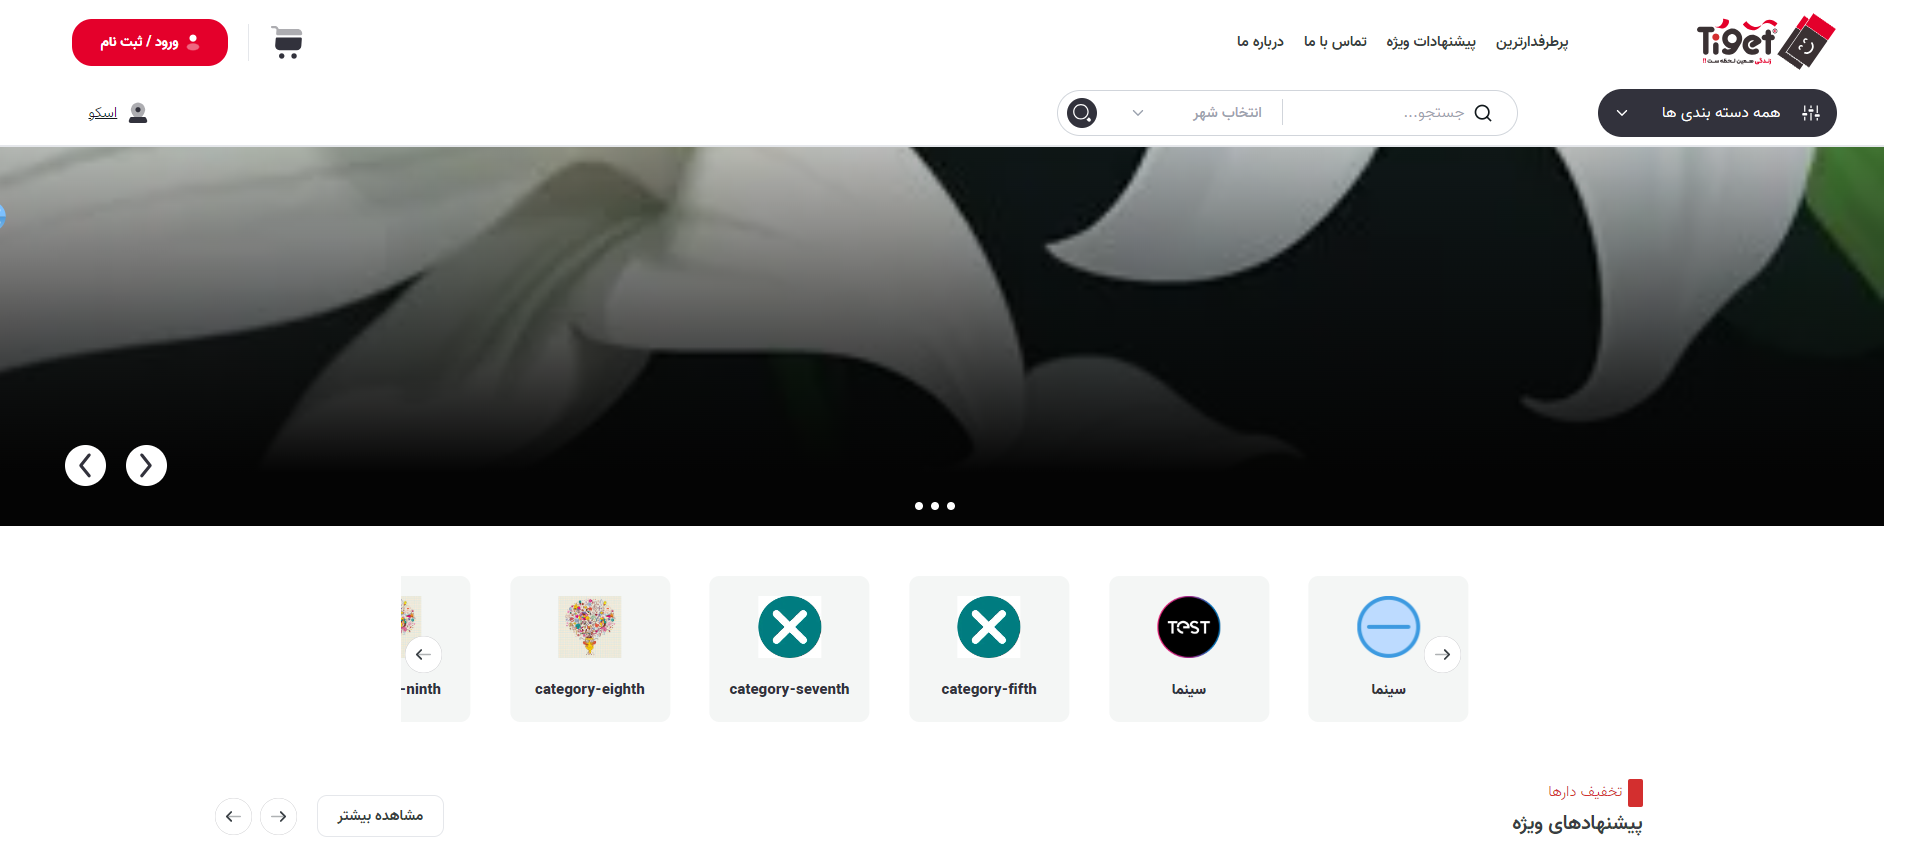 Tiget
زندگی همین لحظه ست !!
پرطرفدارترین
پیشنهادات ویژه
تماس با ما
درباره ما
ورود / ثبت نام
همه دسته بندی ها
جستجو...
انتخاب شهر
اسکو
TEST
سینما
سینما
category-fifth
category-seventh
category-eighth
-ninth
تخفیف دارها
پیشنهادهای ویژه
مشاهده بیشتر